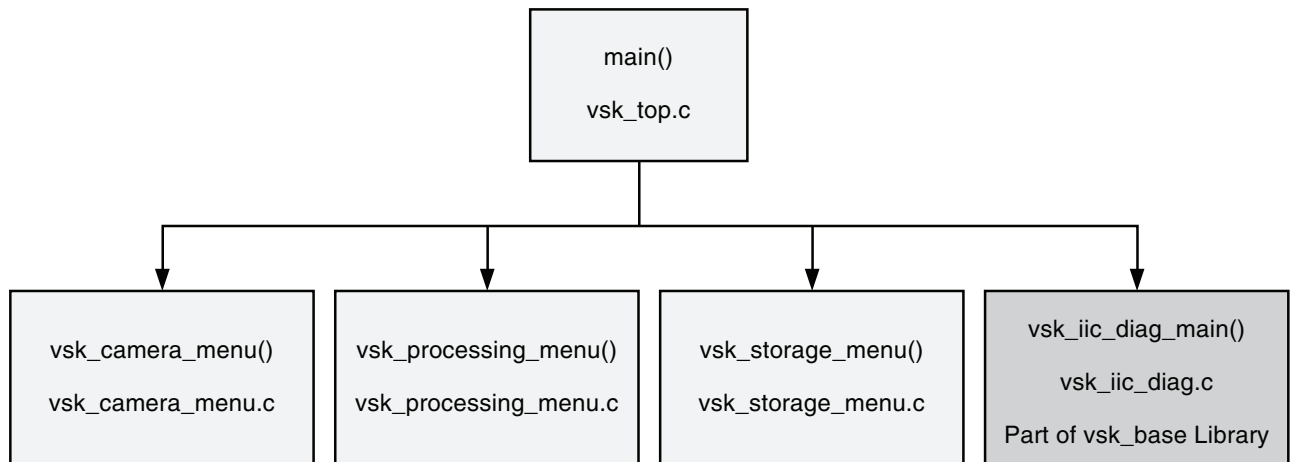 main()
vsk_top.c
vsk_camera_menu()
vsk_camera_menu.c
vsk_processing_menu()
vsk_processing_menu.c
vsk_storage_menu()
vsk_storage_menu.c
vsk_iic_diag_main()
vsk_iic_diag.c
Part of vsk_base Library